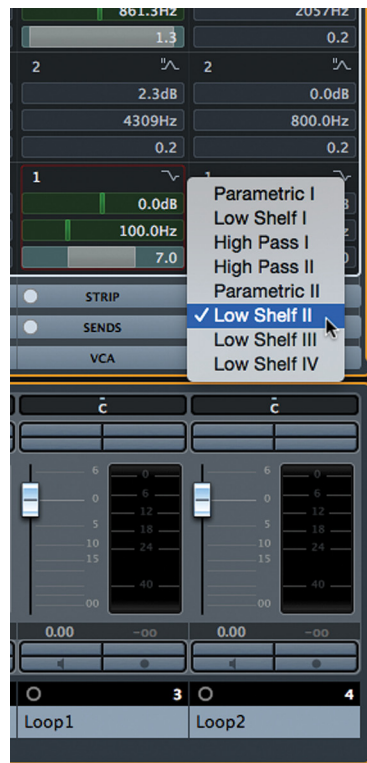 861.3Hz 2057Hz
1.3 0.2
2 2
2.3dB 0.0dB
4309Hz 800.0Hz
0.2 0.2
1 1
0.0dB
100.0Hz
7.0
Parametric I
Low Shelf I
High Pass I
High Pass II
Parametric II
✓ Low Shelf II
Low Shelf III
Low Shelf IV
STRIP
SENDS
VCA
C C
6 0 6 0
0 6 0 6
12 12
5 18 5 18
10 24 10 24
15 15
40 40
00 00
0.00 -oo 0.00 -oo
3 4
Loop1 Loop2